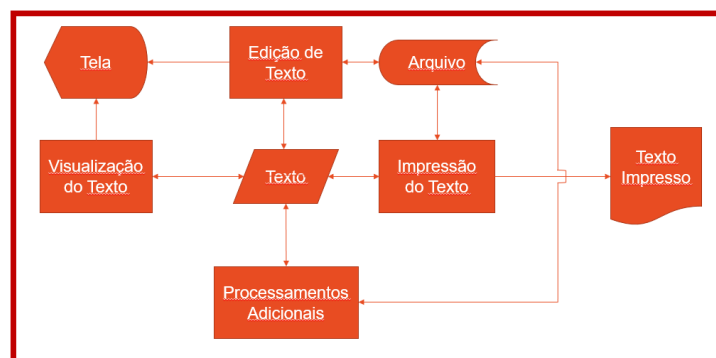 Tela
Edição de
Texto
Arquivo
Visualização
do Texto
Texto
Impressão
do Texto
Texto
Impresso
Processamentos
Adicionais